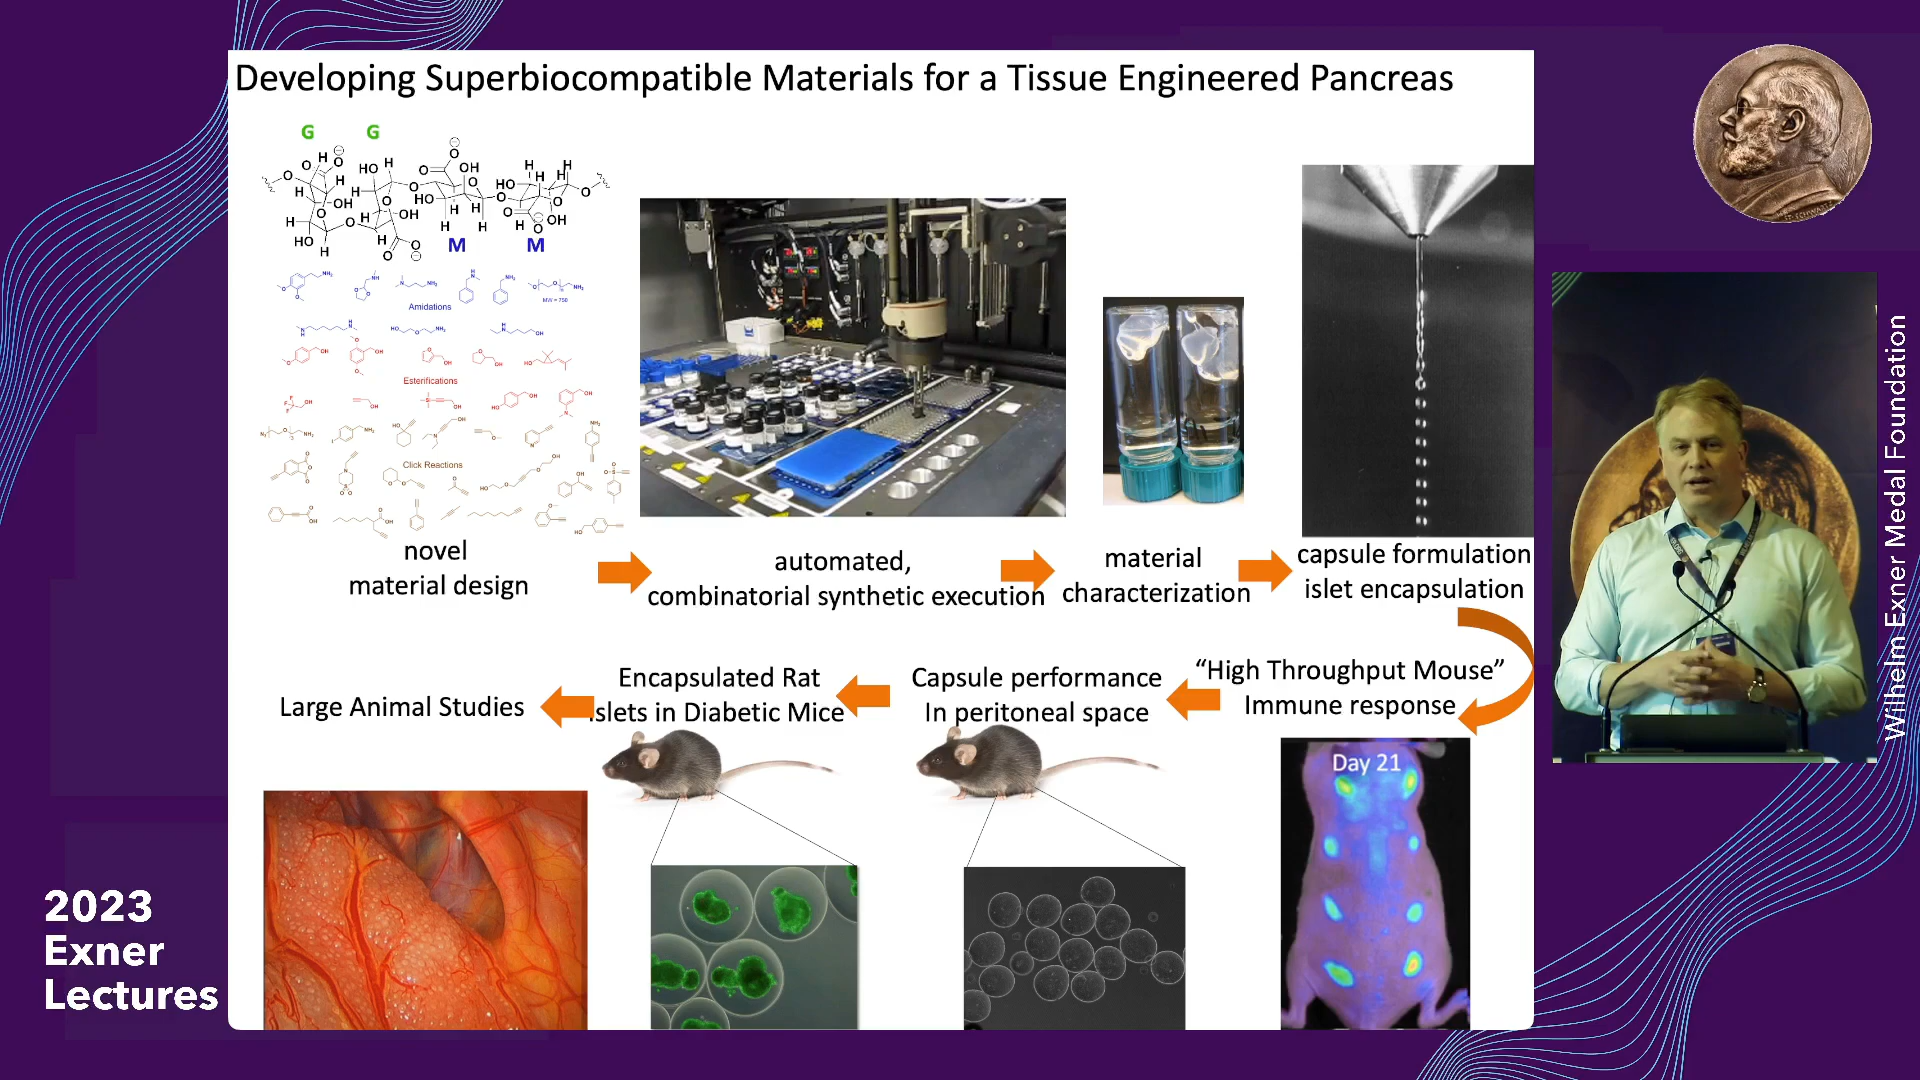 Developing Superbiocompatible Materials for a Tissue Engineered Pancreas
G G
M M
Amidations
MW = 750
Esterifications
Click Reactions
novel
material design
automated,
combinatorial synthetic execution
material
characterization
capsule formulation
islet encapsulation
"High Throughput Mouse"
Immune response
Capsule performance
In peritoneal space
Encapsulated Rat
Islets in Diabetic Mice
Large Animal Studies
Day 21
2023
Exner
Lectures
Wilhelm Exner Medal Foundation